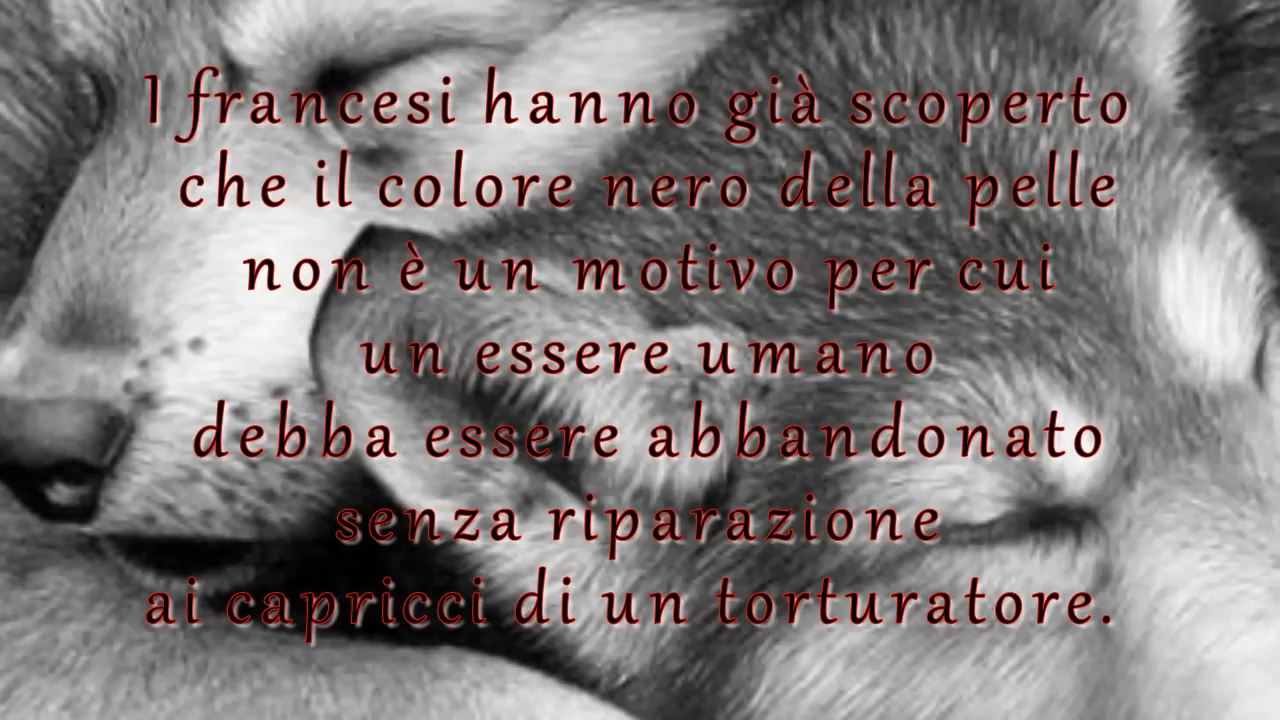 I francesi hanno già scoperto
che il colore nero della pelle
non è un motivo per cui
un essere umano
debba essere abbandonato
senza riparazione
ai capricci di un torturatore.